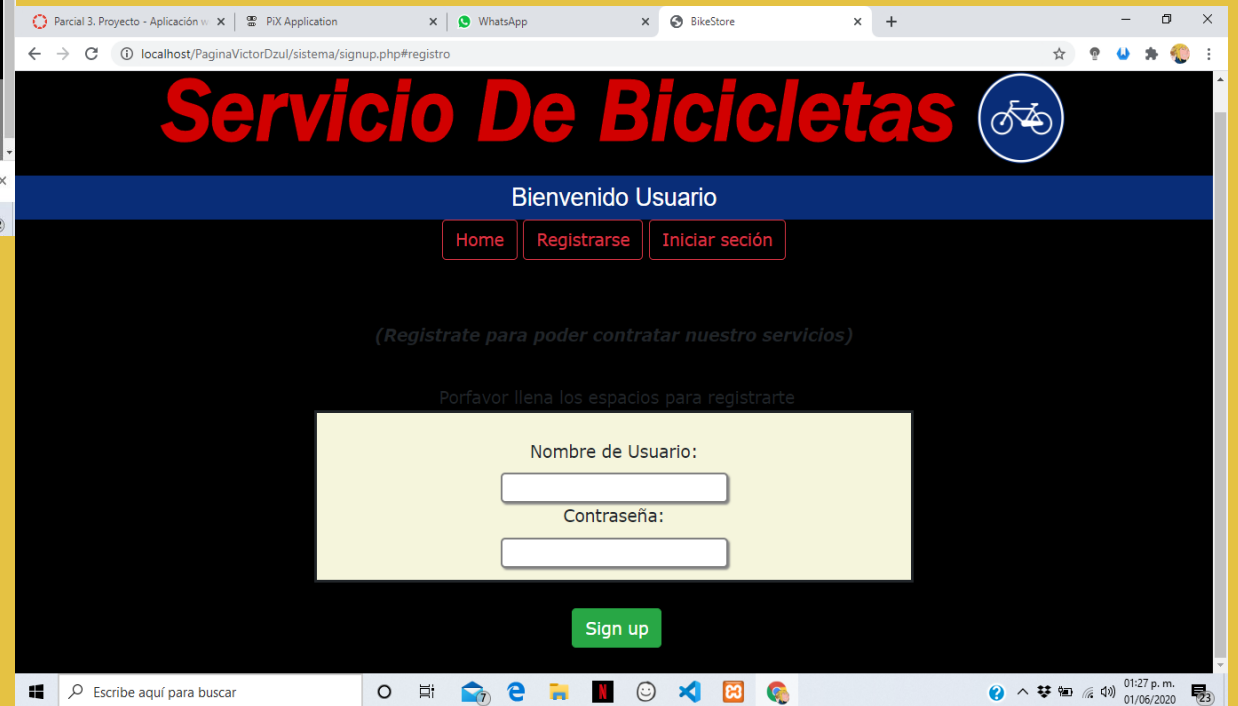 Parcial 3. Proyecto - Aplicación w
PiX Application
WhatsApp
BikeStore
localhost/PaginaVictorDzul/sistema/signup.php#registro
Servicio De Bicicletas
Bienvenido Usuario
Home
Registrarse
Iniciar seción
(Registrate para poder contratar nuestro servicios)
Porfavor llena los espacios para registrarte
Nombre de Usuario:
Contraseña:
Sign up
Escribe aquí para buscar
7
N
01:27 p. m.
01/06/2020
23